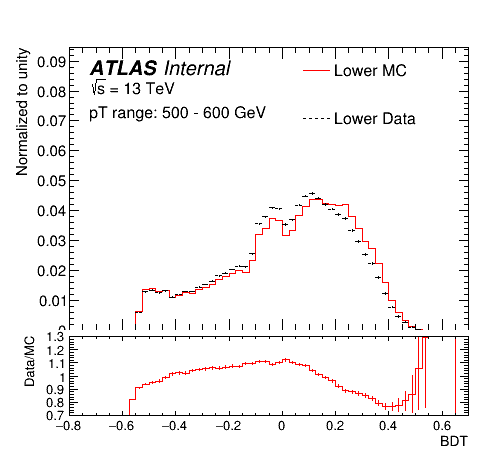 ATLAS Internal
√s = 13 TeV
pT range: 500 - 600 GeV
Lower MC
Lower Data
Normalized to unity
0.09
0.08
0.07
0.06
0.05
0.04
0.03
0.02
0.01
0
Data/MC
1.3
1.2
1.1
1
0.9
0.8
0.7
−0.8 −0.6 −0.4 −0.2 0 0.2 0.4 0.6
BDT